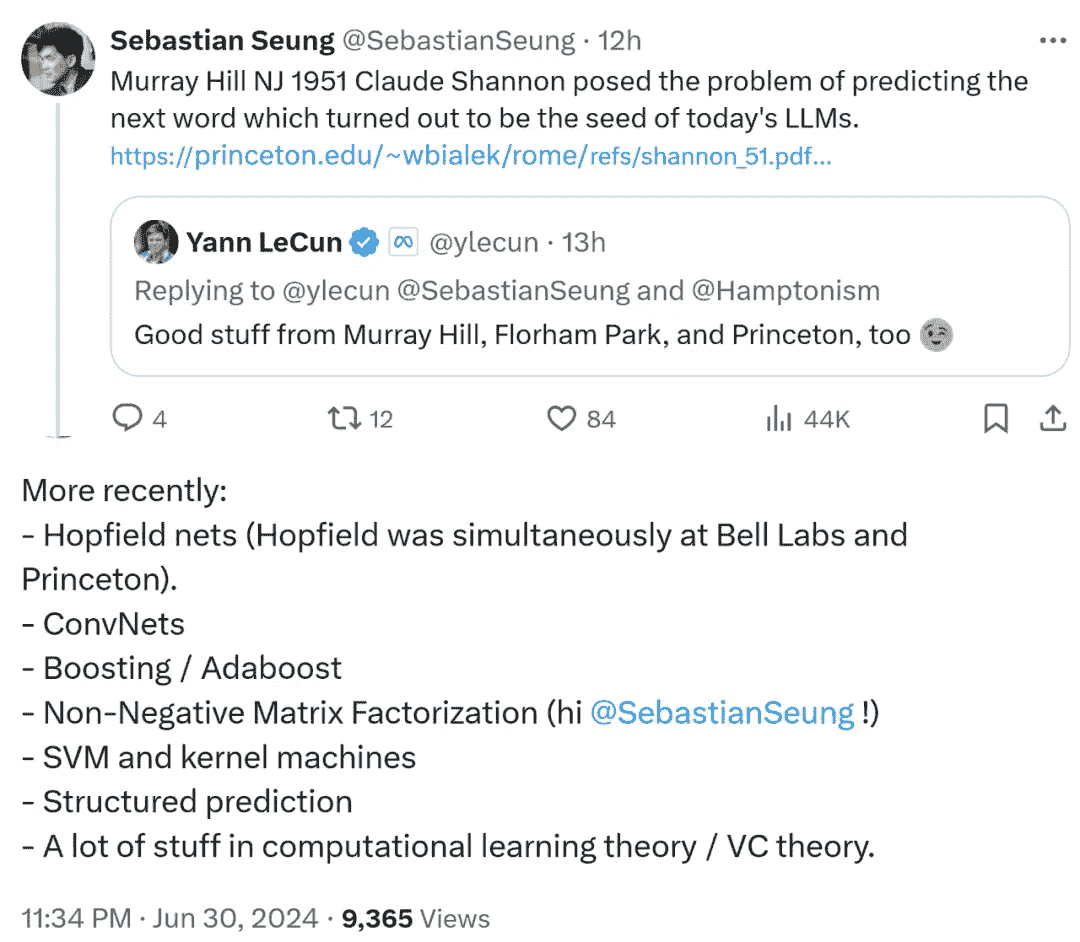 Sebastian Seung @SebastianSeung · 12h
Murray Hill NJ 1951 Claude Shannon posed the problem of predicting the
next word which turned out to be the seed of today's LLMs.
https://princeton.edu/~wbialek/rome/refs/shannon_51.pdf...
Yann LeCun @ylecun · 13h
Replying to @ylecun @SebastianSeung and @Hamptonism
Good stuff from Murray Hill, Florham Park, and Princeton, too 😉
4 12 84 44K
More recently:
- Hopfield nets (Hopfield was simultaneously at Bell Labs and
Princeton).
- ConvNets
- Boosting / Adaboost
- Non-Negative Matrix Factorization (hi @SebastianSeung !)
- SVM and kernel machines
- Structured prediction
- A lot of stuff in computational learning theory / VC theory.
11:34 PM · Jun 30, 2024 · 9,365 Views